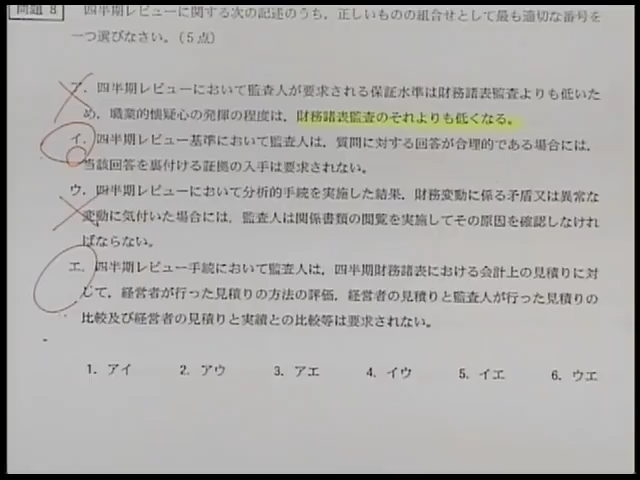 問題 8
四半期レビューに関する次の記述のうち，正しいものの組合せとして最も適切な番号を
一つ選びなさい。（５点）
ア．四半期レビューにおいて監査人が要求される保証水準は財務諸表監査よりも低いた
め，職業的懐疑心の発揮の程度は，財務諸表監査のそれよりも低くなる。
イ．四半期レビュー基準において監査人は，質問に対する回答が合理的である場合には，
当該回答を裏付ける証拠の入手は要求されない。
ウ．四半期レビューにおいて分析的手続を実施した結果，財務変動に係る矛盾又は異常な
変動に気付いた場合には，監査人は関係書類の閲覧を実施してその原因を確認しなけれ
ばならない。
エ．四半期レビュー手続において監査人は，四半期財務諸表における会計上の見積りに対
して，経営者が行った見積りの方法の評価，経営者の見積りと監査人が行った見積りの
比較及び経営者の見積りと実績との比較等は要求されない。
1．アイ 2．アウ 3．アエ 4．イウ 5．イエ 6．ウエ